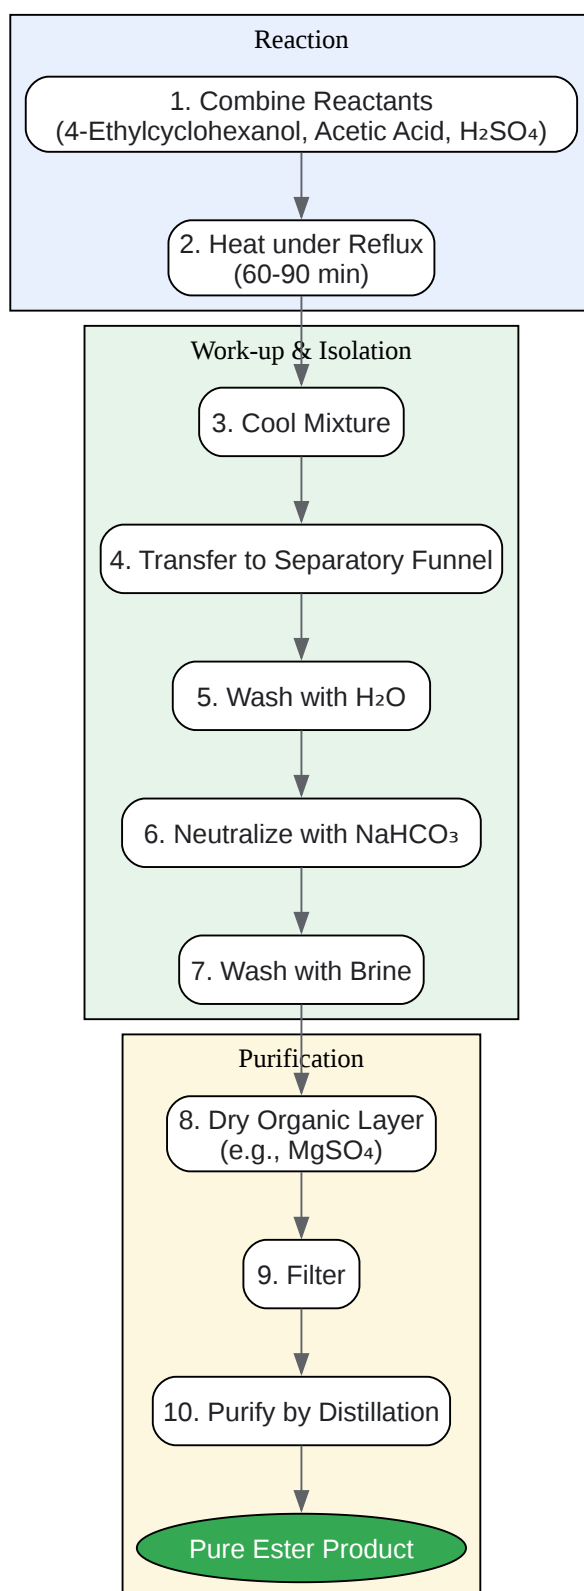 Reaction
1. Combine Reactants
(4-Ethylcyclohexanol, Acetic Acid, H₂SO₄)
2. Heat under Reflux
(60-90 min)
Work-up & Isolation
3. Cool Mixture
4. Transfer to Separatory Funnel
5. Wash with H₂O
6. Neutralize with NaHCO₃
7. Wash with Brine
Purification
8. Dry Organic Layer
(e.g., MgSO₄)
9. Filter
10. Purify by Distillation
Pure Ester Product